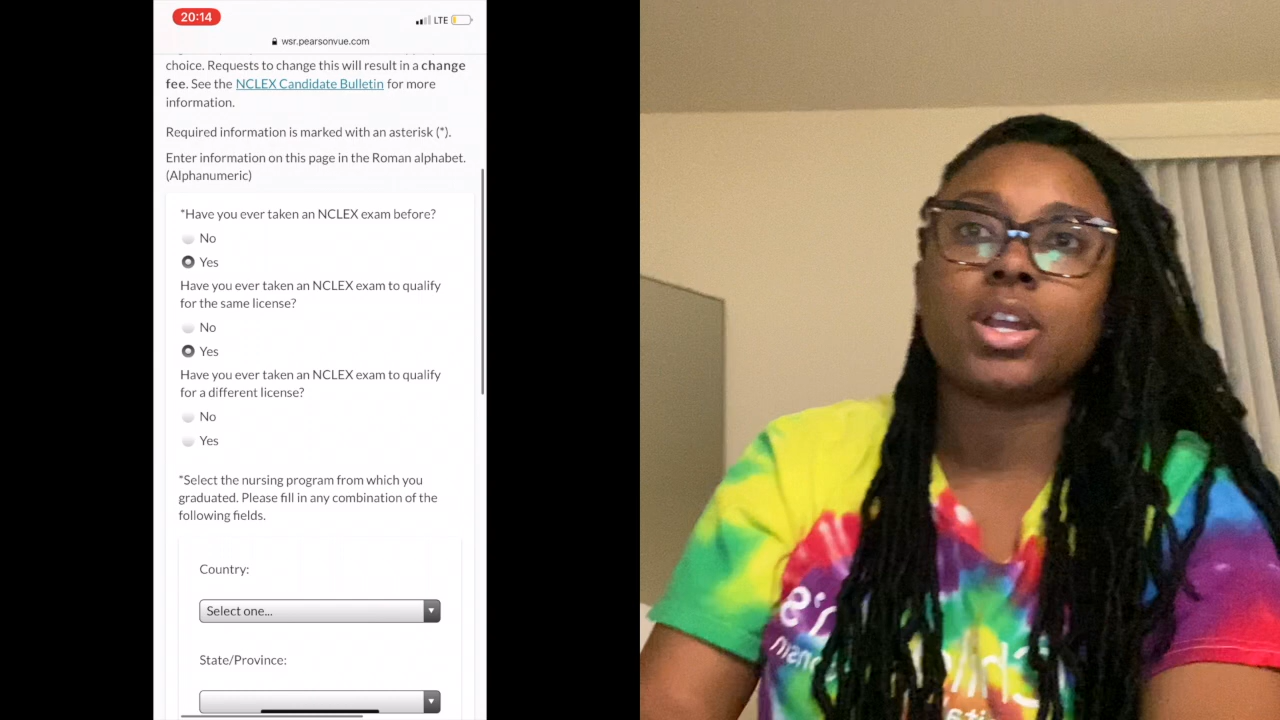 20:14
LTE
wsr.pearsonvue.com
choice. Requests to change this will result in a change
fee. See the NCLEX Candidate Bulletin for more
information.
Required information is marked with an asterisk (*).
Enter information on this page in the Roman alphabet.
(Alphanumeric)
*Have you ever taken an NCLEX exam before?
No
Yes
Have you ever taken an NCLEX exam to qualify
for the same license?
No
Yes
Have you ever taken an NCLEX exam to qualify
for a different license?
No
Yes
*Select the nursing program from which you
graduated. Please fill in any combination of the
following fields.
Country:
Select one...
State/Province: